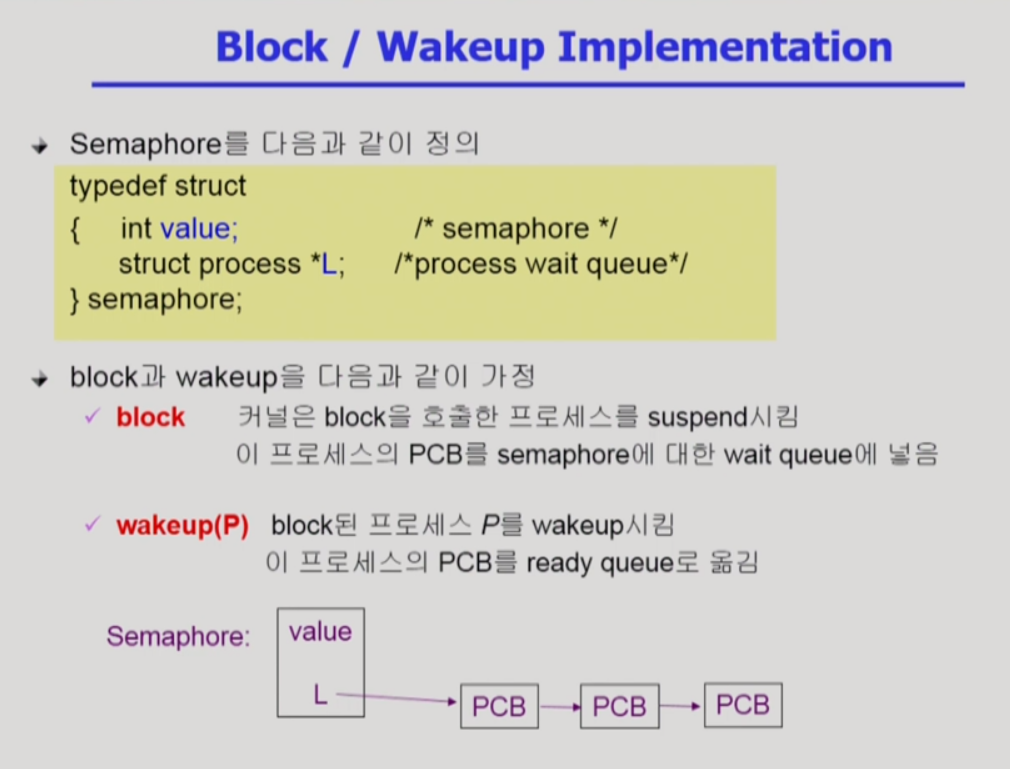 Block / Wakeup Implementation
Semaphore를 다음과 같이 정의
typedef struct
{ int value; /* semaphore */
struct process *L; /*process wait queue*/
} semaphore;
block과 wakeup을 다음과 같이 가정
block 커널은 block을 호출한 프로세스를 suspend시킴
이 프로세스의 PCB를 semaphore에 대한 wait queue에 넣음
wakeup(P) block된 프로세스 P를 wakeup시킴
이 프로세스의 PCB를 ready queue로 옮김
Semaphore: value
L PCB PCB PCB